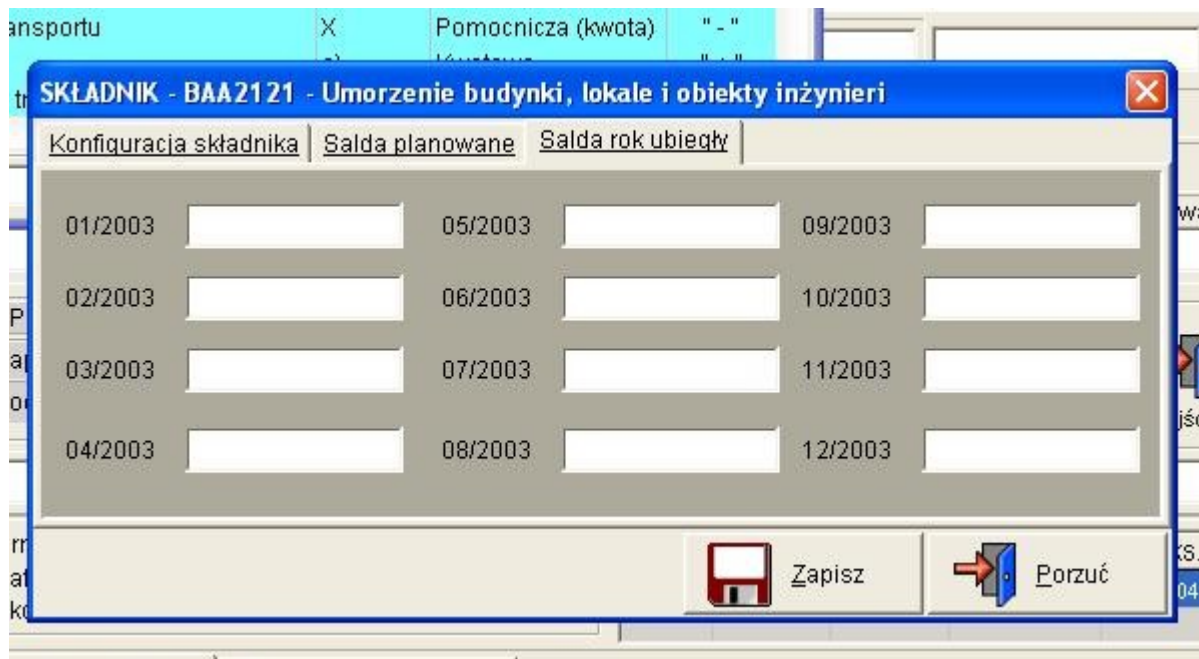 ansportu X Pomocnicza (kwota) " - "
SKŁADNIK - BAA2121 - Umorzenie budynki, lokale i obiekty inżynieri
Konfiguracja składnika Salda planowane Salda rok ubiegły
01/2003 05/2003 09/2003
02/2003 06/2003 10/2003
03/2003 07/2003 11/2003
04/2003 08/2003 12/2003
Zapisz Porzuć